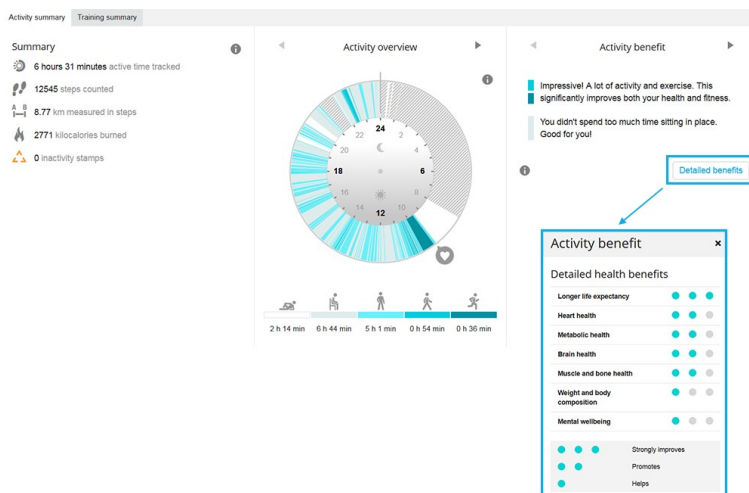 Activity summary
Training summary
Summary
6 hours 31 minutes active time tracked
12545 steps counted
A B
8.77 km measured in steps
2771 kilocalories burned
0 inactivity stamps
Activity overview
24
22
2
20
4
18
6
16
8
14
10
12
2 h 14 min
6 h 44 min
5 h 1 min
0 h 54 min
0 h 36 min
Activity benefit
Impressive! A lot of activity and exercise. This
significantly improves both your health and fitness.
You didn't spend too much time sitting in place.
Good for you!
Detailed benefits
Activity benefit
×
Detailed health benefits
Longer life expectancy
Heart health
Metabolic health
Brain health
Muscle and bone health
Weight and body
composition
Mental wellbeing
Strongly improves
Promotes
Helps